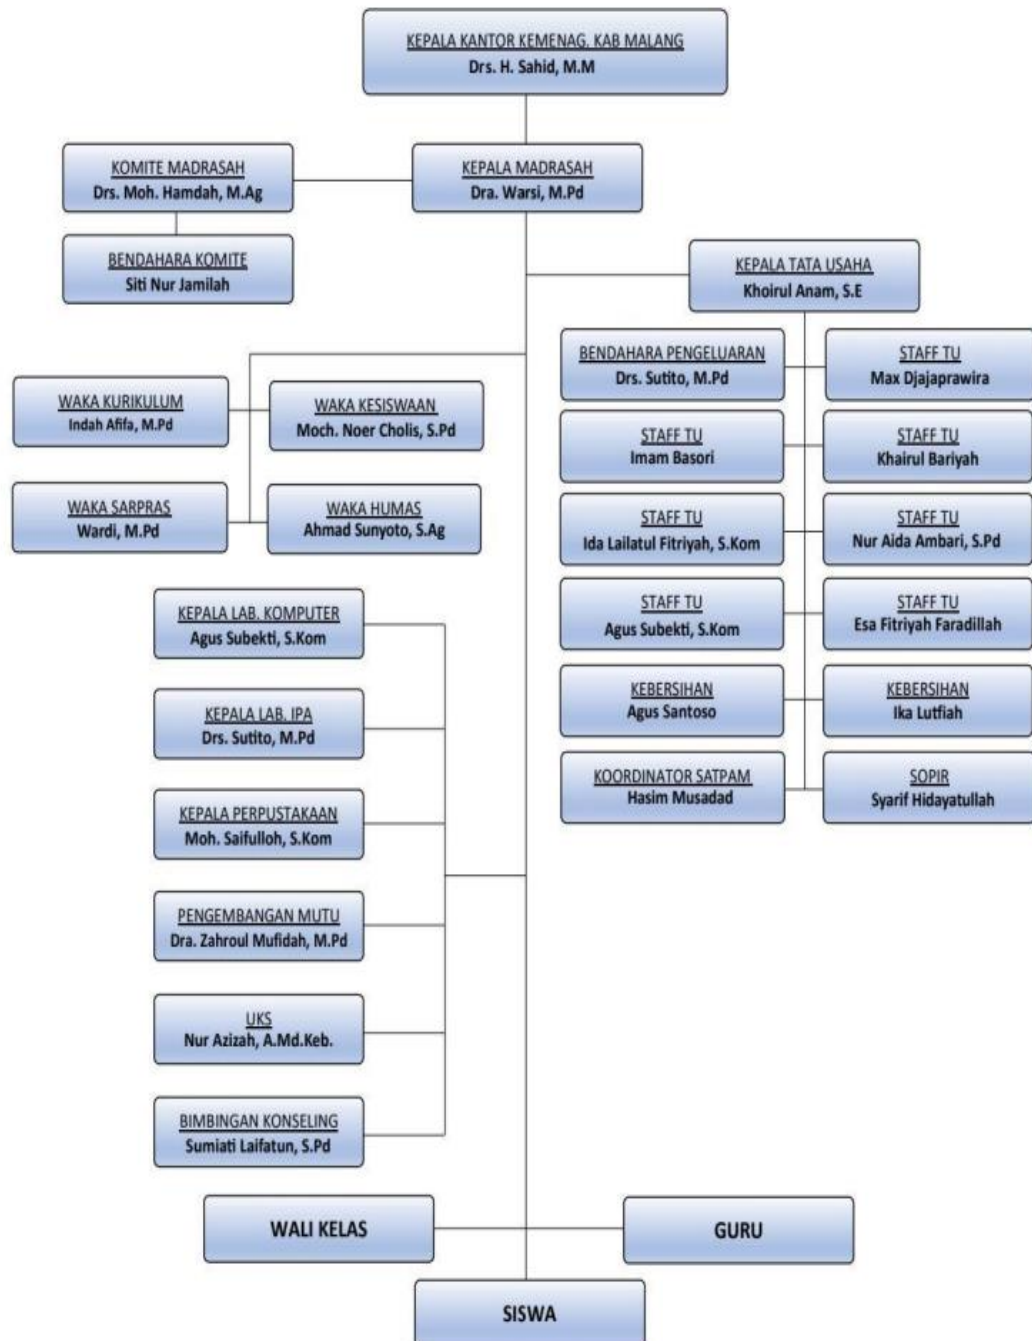 KEPALA KANTOR KEMENAG. KAB MALANG
Drs. H. Sahid, M.M
KOMITE MADRASAH
Drs. Moh. Hamdah, M.Ag
KEPALA MADRASAH
Dra. Warsi, M.Pd
BENDAHARA KOMITE
Siti Nur Jamilah
KEPALA TATA USAHA
Khoirul Anam, S.E
BENDAHARA PENGELUARAN
Drs. Sutito, M.Pd
STAFF TU
Max Djajaprawira
WAKA KURIKULUM
Indah Afifa, M.Pd
WAKA KESISWAAN
Moch. Noer Cholis, S.Pd
STAFF TU
Imam Basori
STAFF TU
Khairul Bariyah
WAKA SARPRAS
Wardi, M.Pd
WAKA HUMAS
Ahmad Sunyoto, S.Ag
STAFF TU
Ida Lailatul Fitriyah, S.Kom
STAFF TU
Nur Aida Ambari, S.Pd
KEPALA LAB. KOMPUTER
Agus Subekti, S.Kom
STAFF TU
Agus Subekti, S.Kom
STAFF TU
Esa Fitriyah Faradillah
KEPALA LAB. IPA
Drs. Sutito, M.Pd
KEBERSIHAN
Agus Santoso
KEBERSIHAN
Ika Lutfiah
KEPALA PERPUSTAKAAN
Moh. Saifulloh, S.Kom
KOORDINATOR SATPAM
Hasim Musadad
SOPIR
Syarif Hidayatullah
PENGEMBANGAN MUTU
Dra. Zahroul Mufidah, M.Pd
UKS
Nur Azizah, A.Md.Keb.
BIMBINGAN KONSELING
Sumiati Laifatun, S.Pd
WALI KELAS
GURU
SISWA